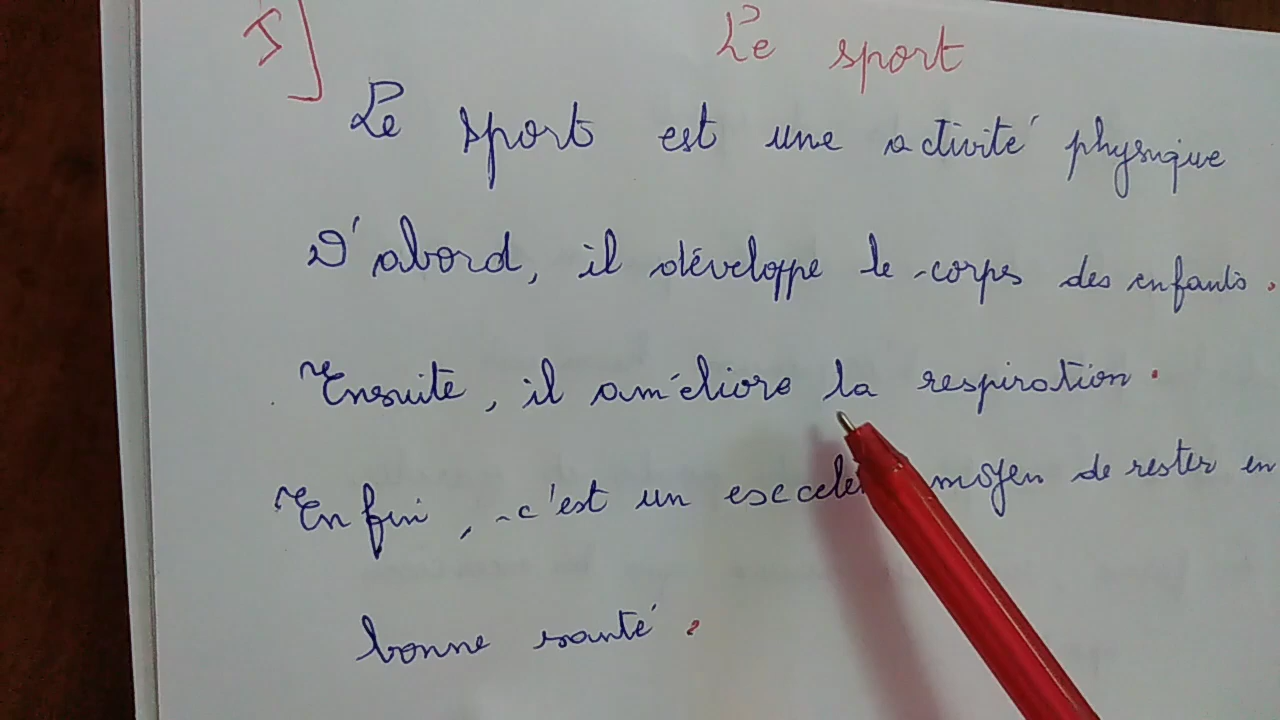 I]
Le sport
Le sport est une activité physique
D'abord, il développe le corps des enfants.
Ensuite, il améliore la respiration.
Enfin, c'est un moyen de rester en
bonne santé.